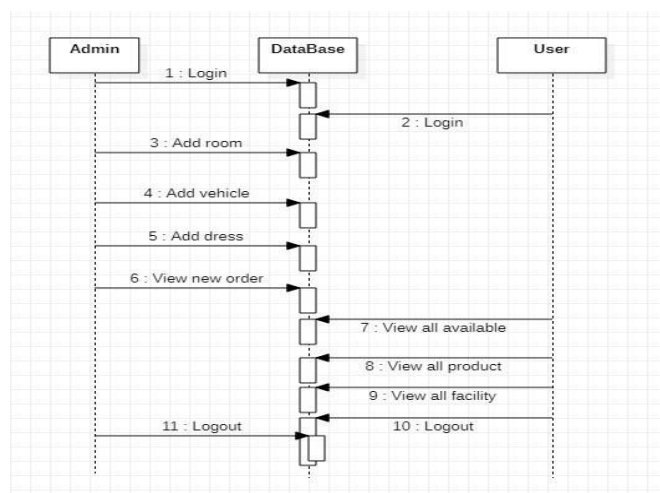 Admin
DataBase
User
1 : Login
2 : Login
3 : Add room
4 : Add vehicle
5 : Add dress
6 : View new order
7 : View all available
8 : View all product
9 : View all facility
11 : Logout
10 : Logout